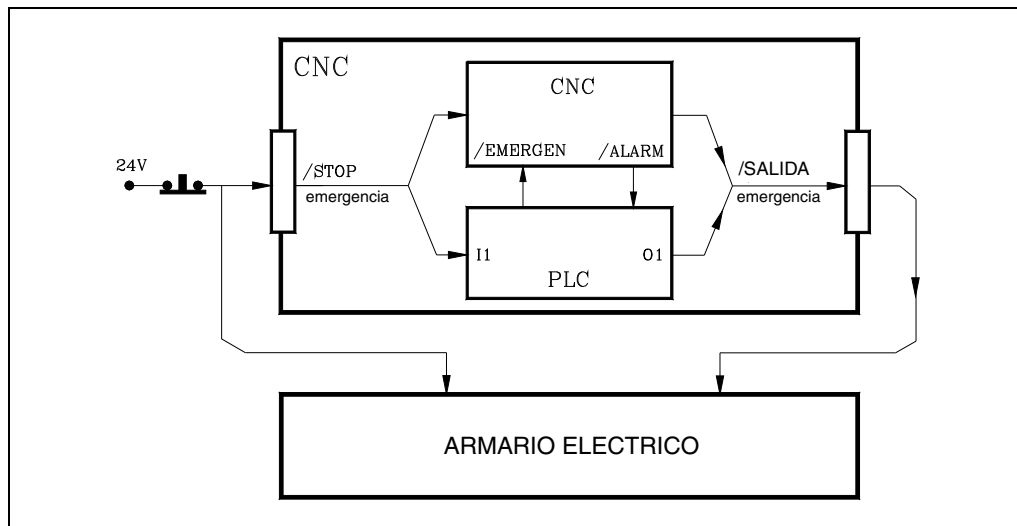 CNC
CNC
/EMERGEN
/ALARM
24V
/STOP
emergencia
/SALIDA
emergencia
I1
O1
PLC
ARMARIO ELECTRICO